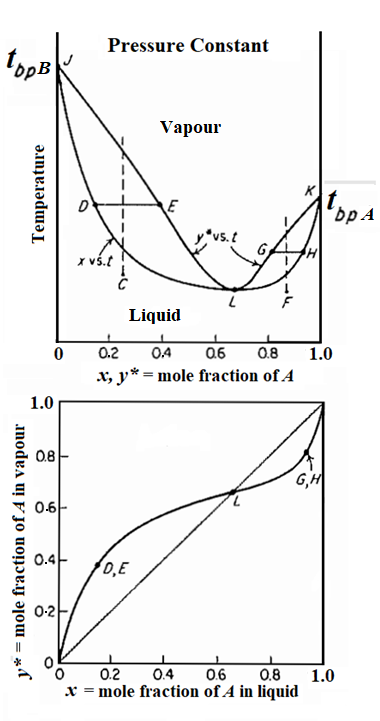 Pressure Constant
t bp B
J
Vapour
Temperature
K
D
E
t bp A
y* vs. t
G
H
x vs. t
C
L
F
Liquid
0 0.2 0.4 0.6 0.8 1.0
x, y* = mole fraction of A
1.0
0.8
0.6
0.4
0·2
0
y* = mole fraction of A in vapour
G,H
L
D,E
0 0.2 0.4 0.6 0.8 1.0
x = mole fraction of A in liquid